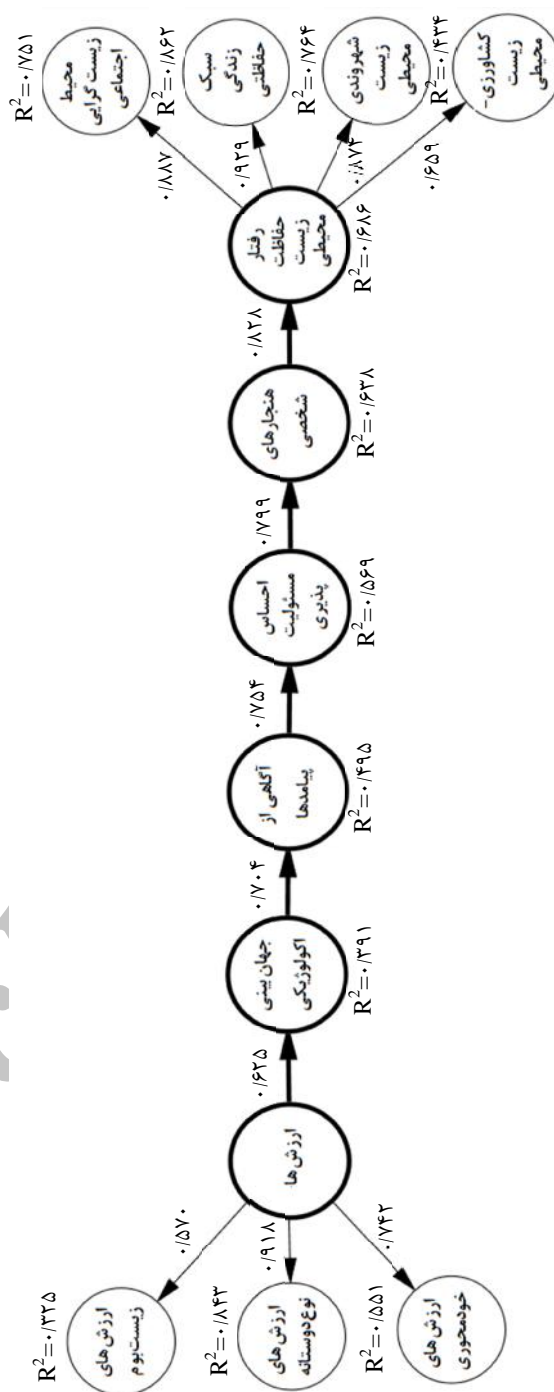 R²=۰/۷۵۱
محیط
زیست گرایی
اجتماعی
R²=۰/۸۶۲
سبک
زندگی
حفاظتی
R²=۰/۷۶۴
شهروندی
زیست
محیطی
R²=۰/۴۳۴
کشاورزی-
زیست
محیطی
۰/۸۸۷
۰/۹۲۹
۰/۸۷۴
۰/۶۵۹
رفتار
حفاظت
زیست
محیطی
R²=۰/۶۸۶
۰/۸۲۸
هنجارهای
شخصی
R²=۰/۶۳۸
۰/۷۹۹
احساس
مسئولیت
پذیری
R²=۰/۵۶۹
۰/۷۵۴
آگاهی از
پیامدها
R²=۰/۴۹۵
۰/۷۰۴
جهان بینی
اکولوژیکی
R²=۰/۳۹۱
۰/۶۲۵
ارزش ها
۰/۵۷۰
۰/۹۱۸
۰/۷۴۲
R²=۰/۳۲۵
ارزش های
زیست‌بوم
R²=۰/۸۴۳
ارزش های
نوع‌دوستانه
R²=۰/۵۵۱
ارزش های
خودمحوری